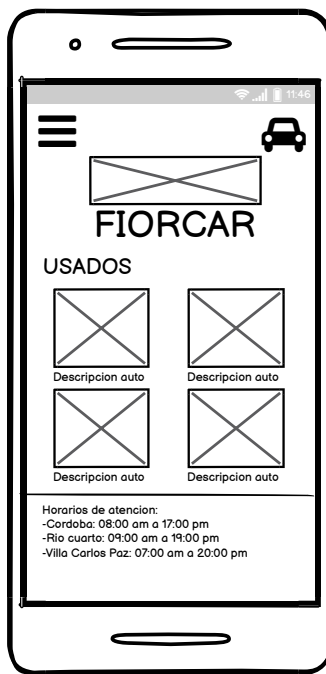 11:46
FIORCAR
USADOS
Descripcion auto
Descripcion auto
Descripcion auto
Descripcion auto
Horarios de atencion:
-Cordoba: 08:00 am a 17:00 pm
-Rio cuarto: 09:00 am a 19:00 pm
-Villa Carlos Paz: 07:00 am a 20:00 pm